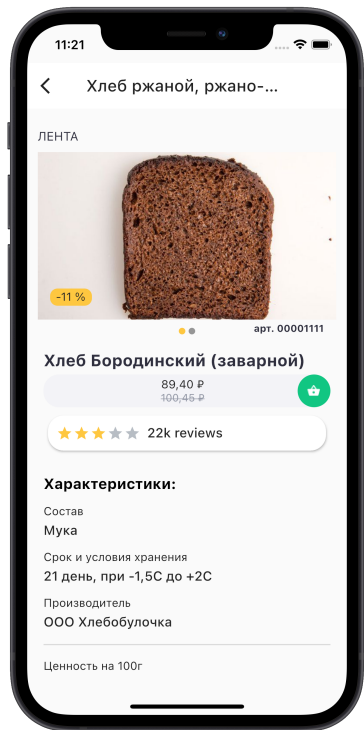 11:21
Хлеб ржаной, ржано-...
ЛЕНТА
-11 %
арт. 00001111
Хлеб Бородинский (заварной)
89,40 ₽
100,45 ₽
22k reviews
Характеристики:
Состав
Мука
Срок и условия хранения
21 день, при -1,5С до +2С
Производитель
ООО Хлебобулочка
Ценность на 100г